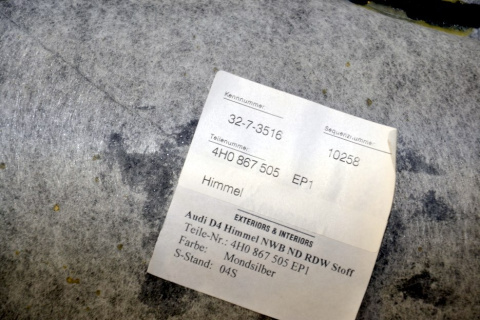 Kennnummer
32-7-3516
Sequenznummer
10258
Teilenummer
4H0 867 505 EP1
Himmel
EXTERIORS & INTERIORS
Audi D4 Himmel NWB ND RDW Stoff
Teile-Nr.: 4H0 867 505 EP1
Farbe: Mondsilber
S-Stand: 04S